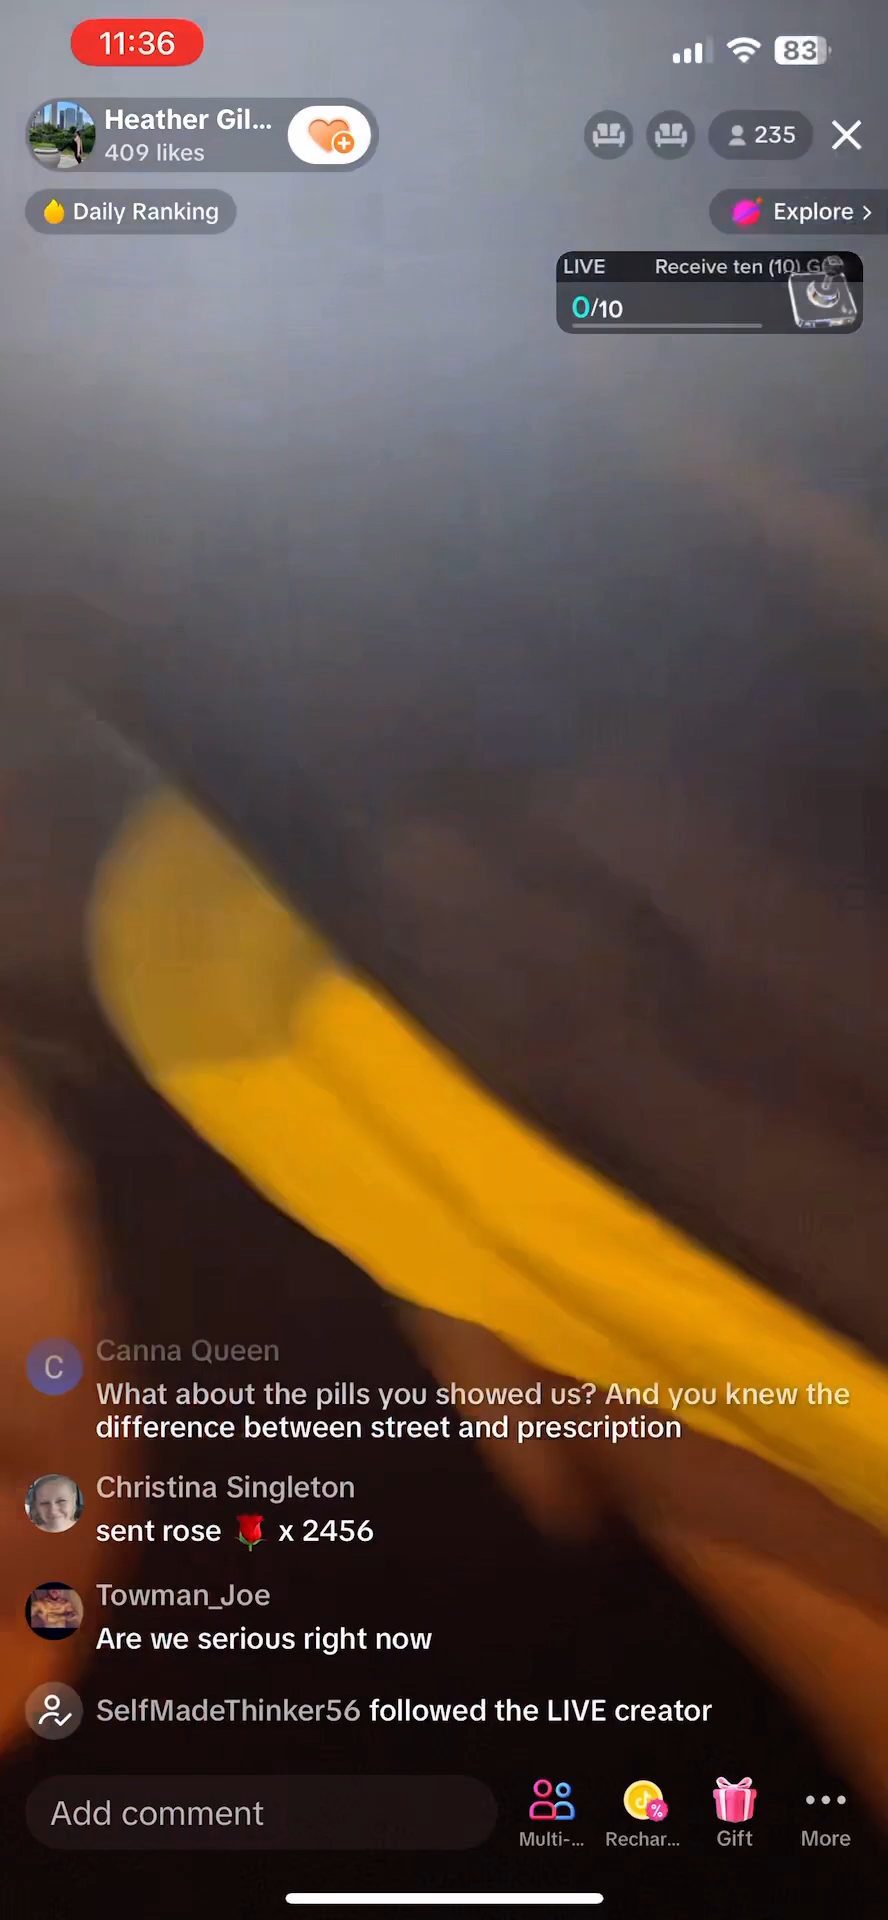 11:36
83
Heather Gil...
409 likes
235
Daily Ranking
Explore >
LIVE Receive ten (10)
0/10
C
Canna Queen
What about the pills you showed us? And you knew the
difference between street and prescription
Christina Singleton
sent rose 🌹 x 2456
Towman_Joe
Are we serious right now
SelfMadeThinker56 followed the LIVE creator
Add comment
Multi-...
Rechar...
Gift
More